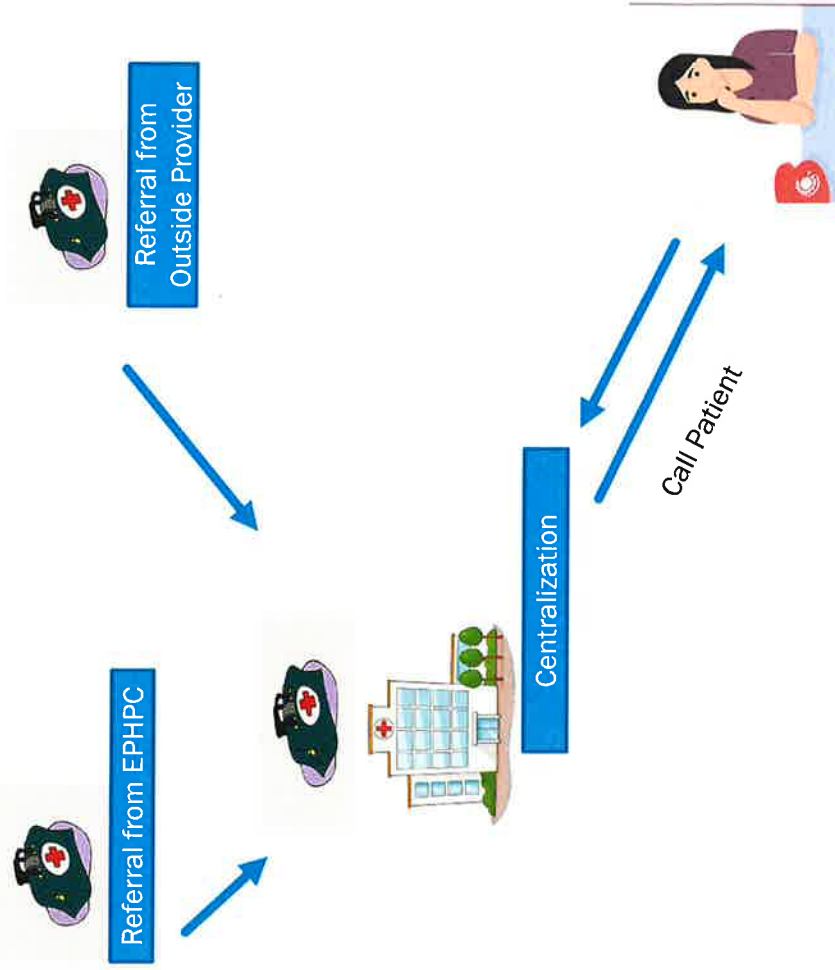 Referral from EPHPC
Referral from
Outside Provider
Centralization
Call Patient